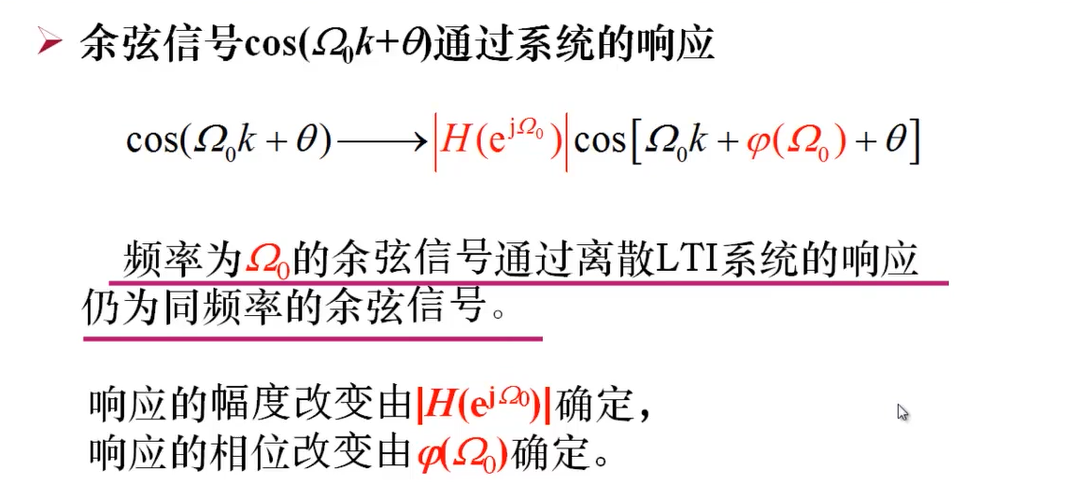 余弦信号cos(Ω₀k+θ)通过系统的响应
cos(Ω₀k + θ)⟶|H(e^{jΩ₀})|cos[Ω₀k + φ(Ω₀) + θ]
频率为Ω₀的余弦信号通过离散LTI系统的响应
仍为同频率的余弦信号。
响应的幅度改变由|H(e^{jΩ₀})|确定，
响应的相位改变由φ(Ω₀)确定。